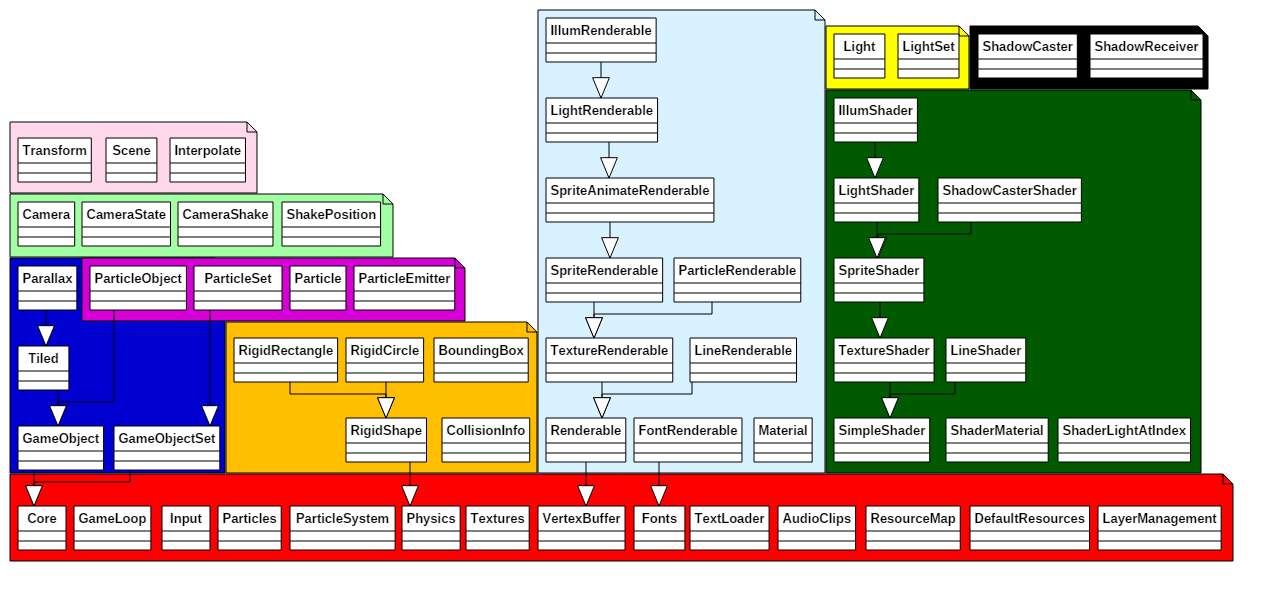 IllumRenderable
Light LightSet ShadowCaster ShadowReceiver
LightRenderable IllumShader
Transform Scene Interpolate
SpriteAnimateRenderable LightShader ShadowCasterShader
Camera CameraState CameraShake ShakePosition
Parallax ParticleObject ParticleSet Particle ParticleEmitter SpriteRenderable ParticleRenderable SpriteShader
Tiled RigidRectangle RigidCircle BoundingBox TextureRenderable LineRenderable TextureShader LineShader
GameObject GameObjectSet RigidShape CollisionInfo Renderable FontRenderable Material SimpleShader ShaderMaterial ShaderLightAtIndex
Core GameLoop Input Particles ParticleSystem Physics Textures VertexBuffer Fonts TextLoader AudioClips ResourceMap DefaultResources LayerManagement